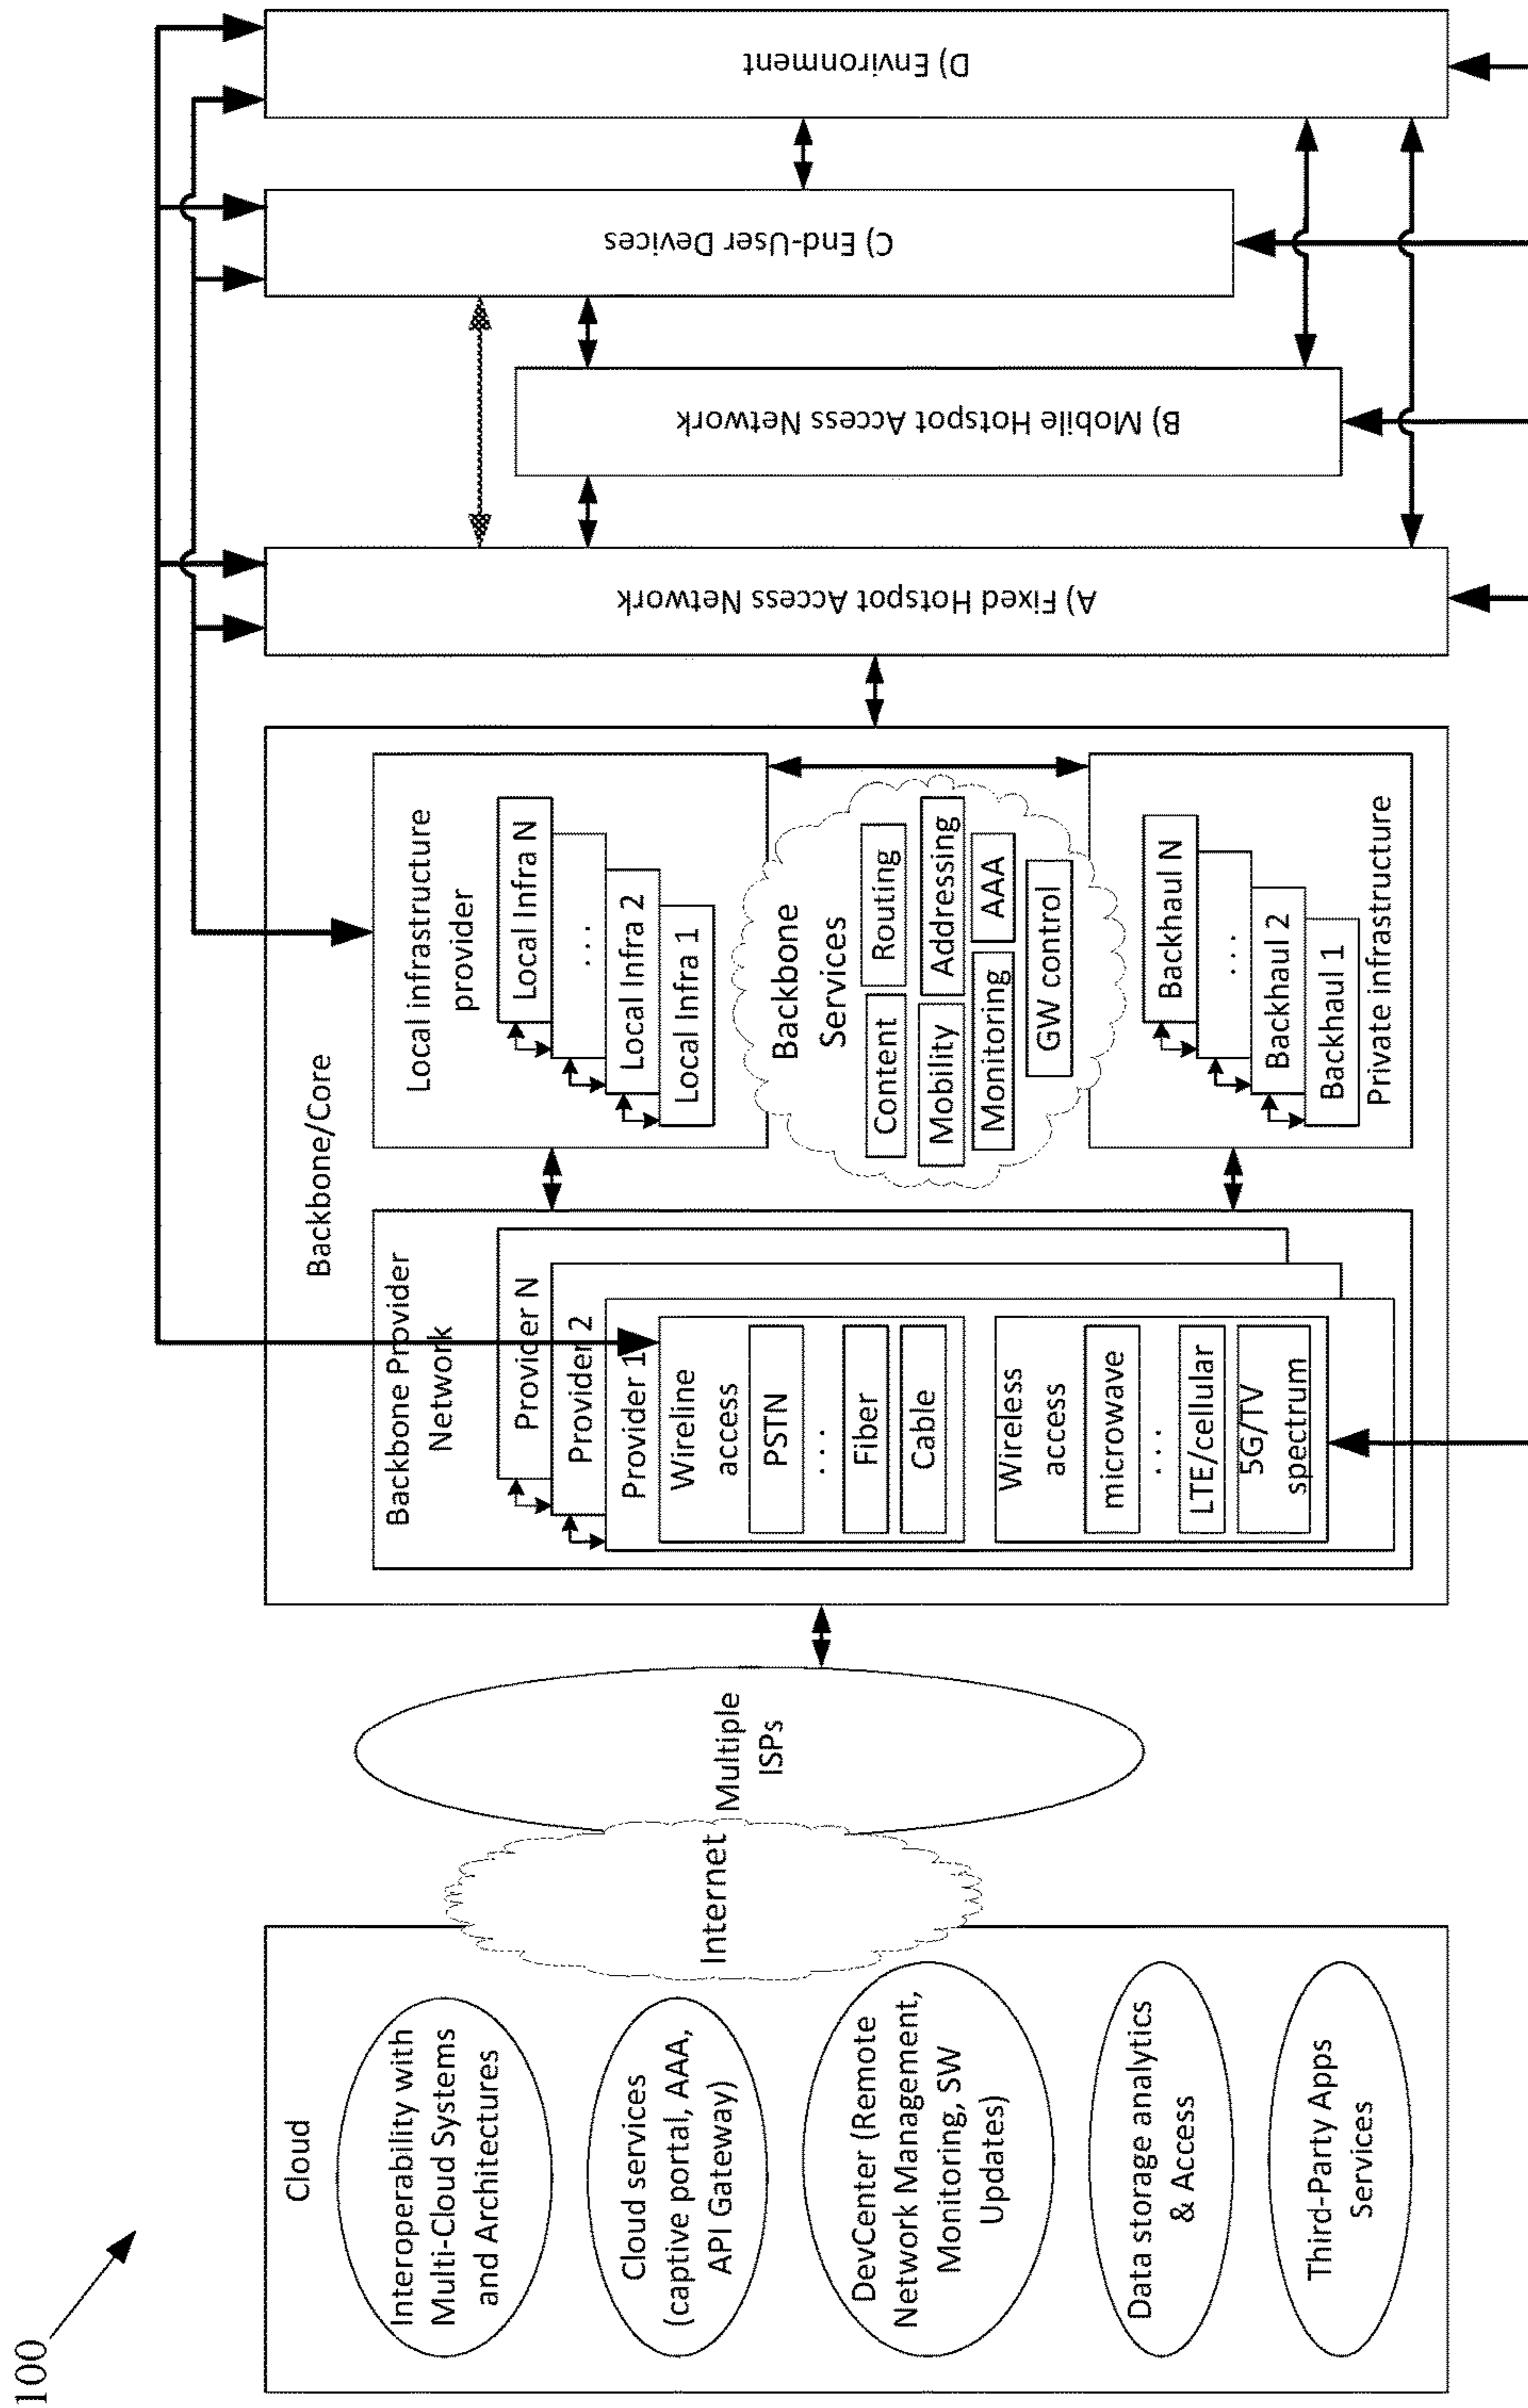 100
Cloud
Interoperability with
Multi-Cloud Systems
and Architectures
Cloud services
(captive portal, AAA,
API Gateway)
DevCenter (Remote
Network Management,
Monitoring, SW
Updates)
Data storage analytics
& Access
Third-Party Apps
Services
Internet
Multiple
ISPs
Backbone/Core
Backbone Provider
Network
Provider N
Provider 2
Provider 1
Wireline
access
PSTN
...
Fiber
Cable
Wireless
access
microwave
...
LTE/cellular
5G/TV
spectrum
Local infrastructure
provider
Local Infra N
...
Local Infra 2
Local Infra 1
Backbone
Services
Content
Routing
Mobility
Addressing
Monitoring
AAA
GW control
Backhaul N
...
Backhaul 2
Backhaul 1
Private infrastructure
A) Fixed Hotspot Access Network
B) Mobile Hotspot Access Network
C) End-User Devices
D) Environment